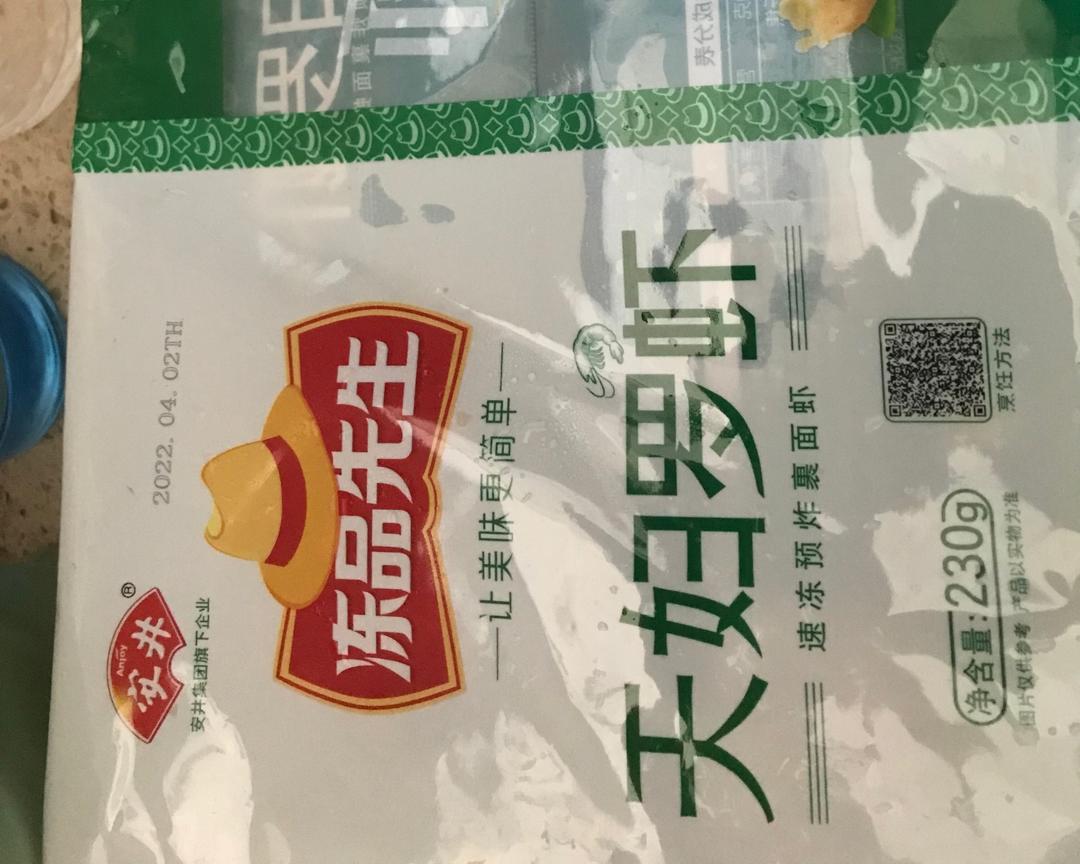 2022. 04. 02TH
Anjoy
安井®
安井集团旗下企业
冻品先生
让美味更简单
天妇罗虾
速冻预炸裹面虾
净含量:230g
图片仅供参考 产品以实物为准
烹饪方法